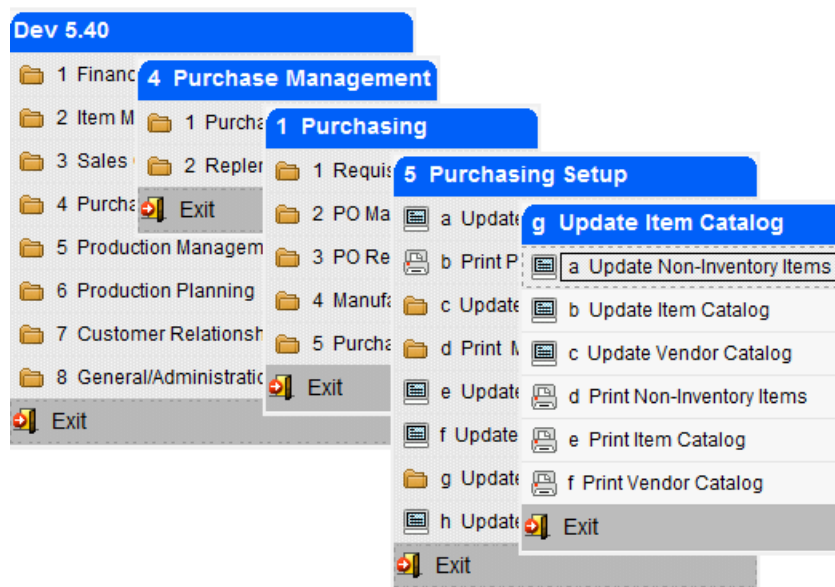 Dev 5.40
1 Financ
2 Item M
3 Sales
4 Purcha
5 Production Managem
6 Production Planning
7 Customer Relationsh
8 General/Administratio
Exit
4 Purchase Management
1 Purcha
2 Repler
Exit
1 Purchasing
1 Requis
2 PO Ma
3 PO Re
4 Manufa
5 Purcha
Exit
5 Purchasing Setup
a Update
b Print P
c Update
d Print M
e Update
f Update
g Update
h Update
Exit
g Update Item Catalog
a Update Non-Inventory Items
b Update Item Catalog
c Update Vendor Catalog
d Print Non-Inventory Items
e Print Item Catalog
f Print Vendor Catalog
Exit